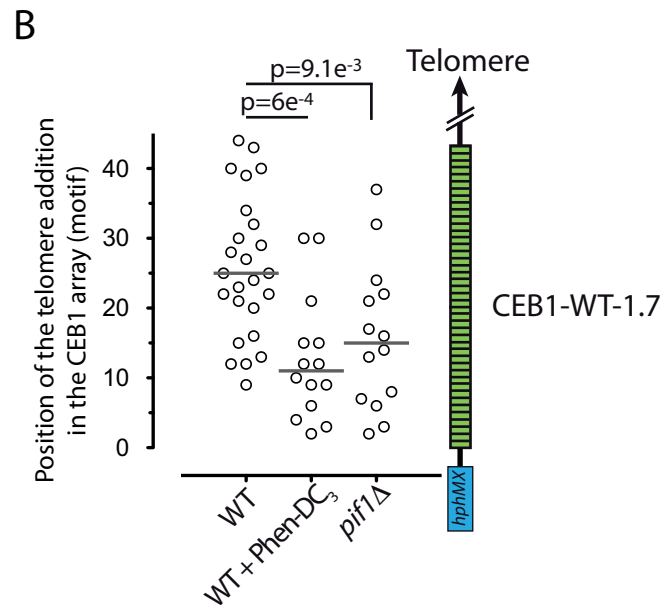 B
Telomere
p=9.1e-3
p=6e-4
Position of the telomere addition
in the CEB1 array (motif)
40
30
20
10
0
CEB1-WT-1.7
hphMX
WT
WT + Phen-DC3
pif1Δ